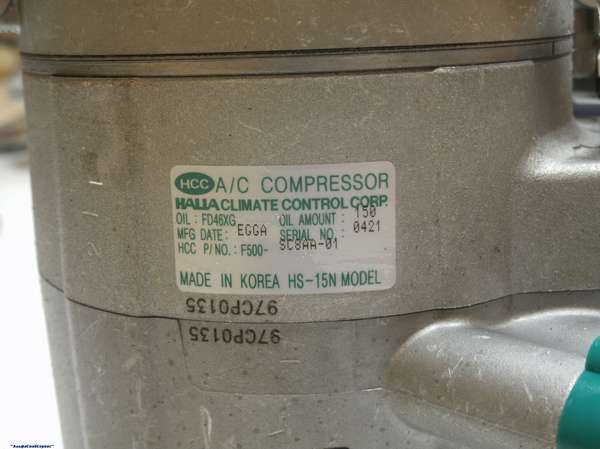 HCC A/C COMPRESSOR
HALLA CLIMATE CONTROL CORP.
OIL : FD46XG OIL AMOUNT : 150
MFG DATE: EGGA SERIAL NO. : 0421
HCC P/NO.: F500- SC8AA-01
MADE IN KOREA HS-15N MODEL
97CP0135
97CP0135